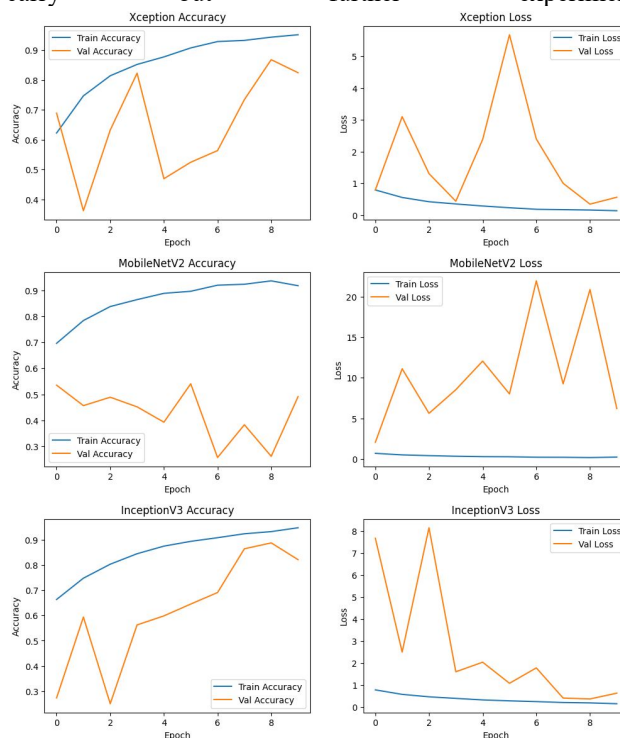 carry out further
Xception Accuracy
Train Accuracy
Val Accuracy
Accuracy
0.9
0.8
0.7
0.6
0.5
0.4
0 2 4 6 8
Epoch
Xception Loss
Train Loss
Val Loss
Loss
5
4
3
2
1
0
0 2 4 6 8
Epoch
MobileNetV2 Accuracy
Train Accuracy
Val Accuracy
Accuracy
0.9
0.8
0.7
0.6
0.5
0.4
0.3
0 2 4 6 8
Epoch
MobileNetV2 Loss
Train Loss
Val Loss
Loss
20
15
10
5
0
0 2 4 6 8
Epoch
InceptionV3 Accuracy
Train Accuracy
Val Accuracy
Accuracy
0.9
0.8
0.7
0.6
0.5
0.4
0.3
0 2 4 6 8
Epoch
InceptionV3 Loss
Train Loss
Val Loss
Loss
8
7
6
5
4
3
2
1
0
0 2 4 6 8
Epoch